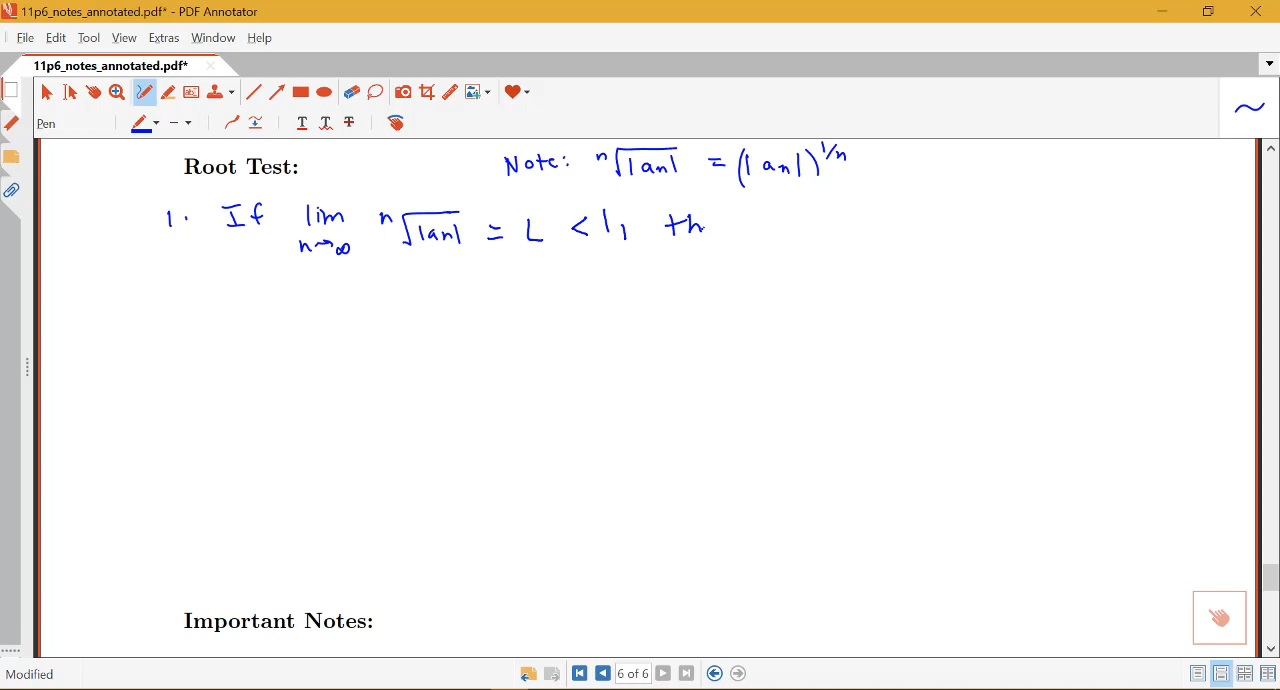 11p6_notes_annotated.pdf* - PDF Annotator
File Edit Tool View Extras Window Help
11p6_notes_annotated.pdf*
Pen
Root Test:
Note: ⁿ√|an| = (|an|)^1/n
1. If lim n→∞ ⁿ√|an| = L < 1, th
Important Notes:
Modified
6 of 6